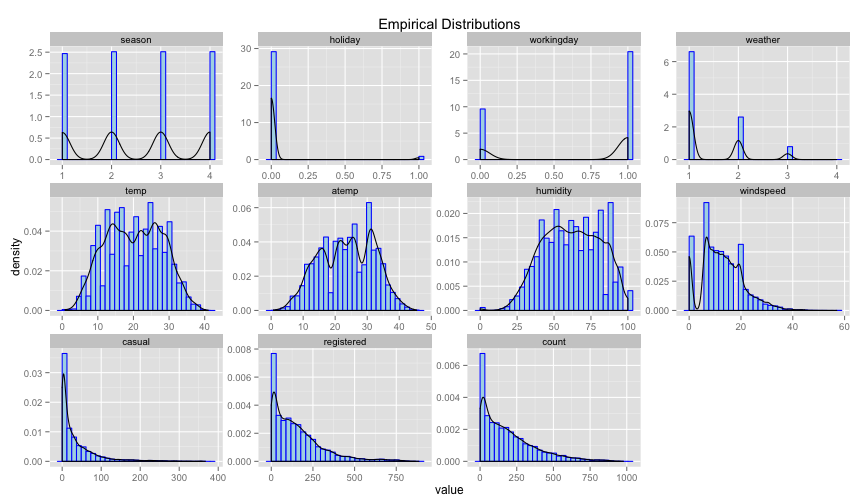 Empirical Distributions
season holiday workingday weather
2.5 30 20 6
2.0 15
1.5 20 4
1.0 10
10 2
0.5 5
0.0 0 0 0
1 2 3 4 0.00 0.25 0.50 0.75 1.00 0.00 0.25 0.50 0.75 1.00 1 2 3 4
temp atemp humidity windspeed
0.06 0.020
0.04 0.075
0.04 0.015
0.050
0.02 0.010
0.02 0.005 0.025
0.00 0.00 0.000 0.000
0 10 20 30 40 0 10 20 30 40 50 0 25 50 75 100 0 20 40 60
density
casual registered count
0.008
0.03 0.006 0.006
0.02 0.004 0.004
0.01 0.002 0.002
0.00 0.000 0.000
0 100 200 300 400 0 250 500 750 0 250 500 750 1000
value